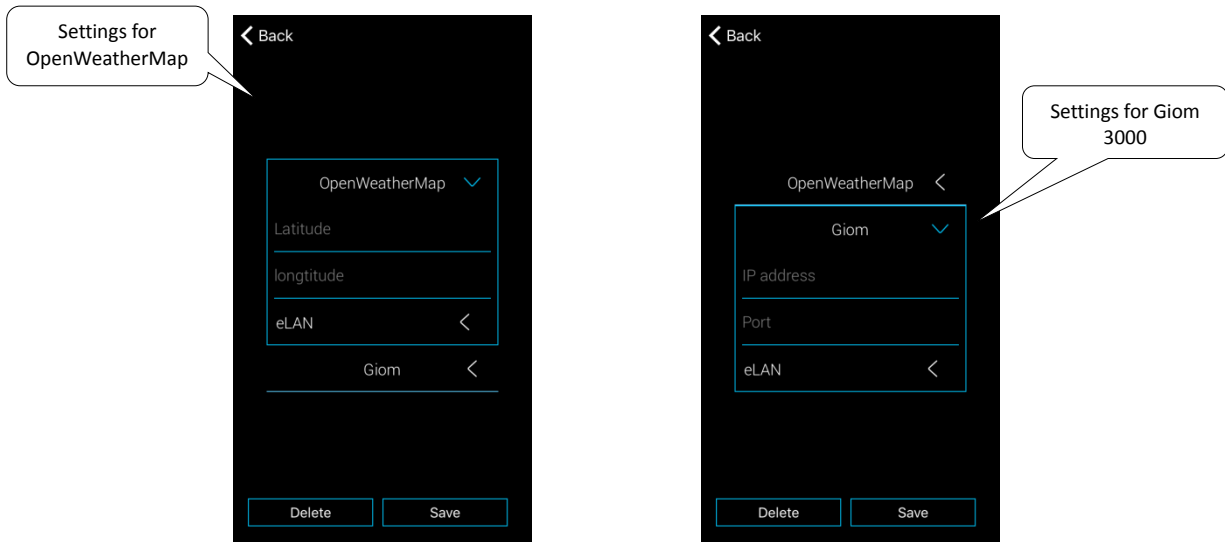 Settings for
OpenWeatherMap
Back
OpenWeatherMap
Latitude
longtitude
eLAN
Giom
Delete
Save
Back
Settings for Giom
3000
OpenWeatherMap
Giom
IP address
Port
eLAN
Delete
Save